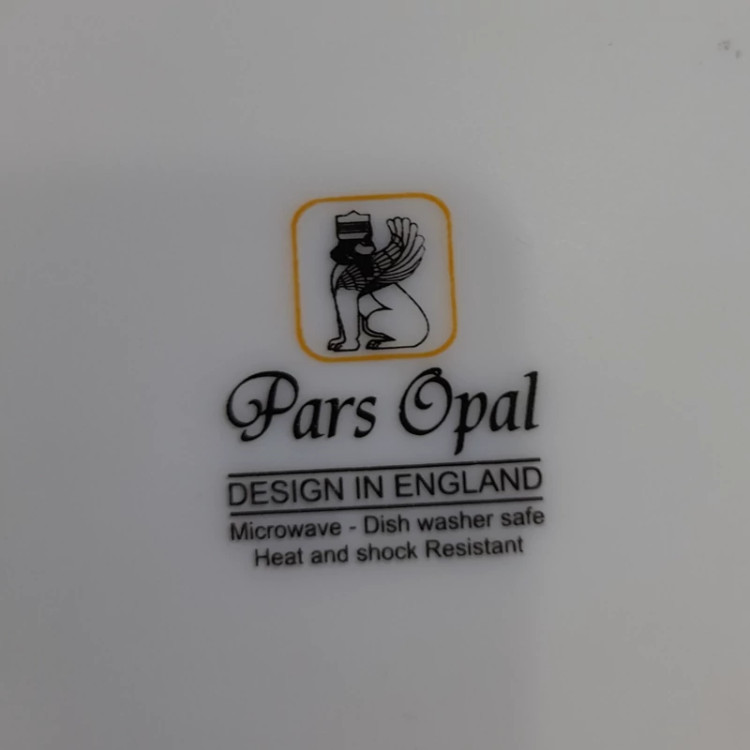 Pars Opal
DESIGN IN ENGLAND
Microwave - Dish washer safe
Heat and shock Resistant